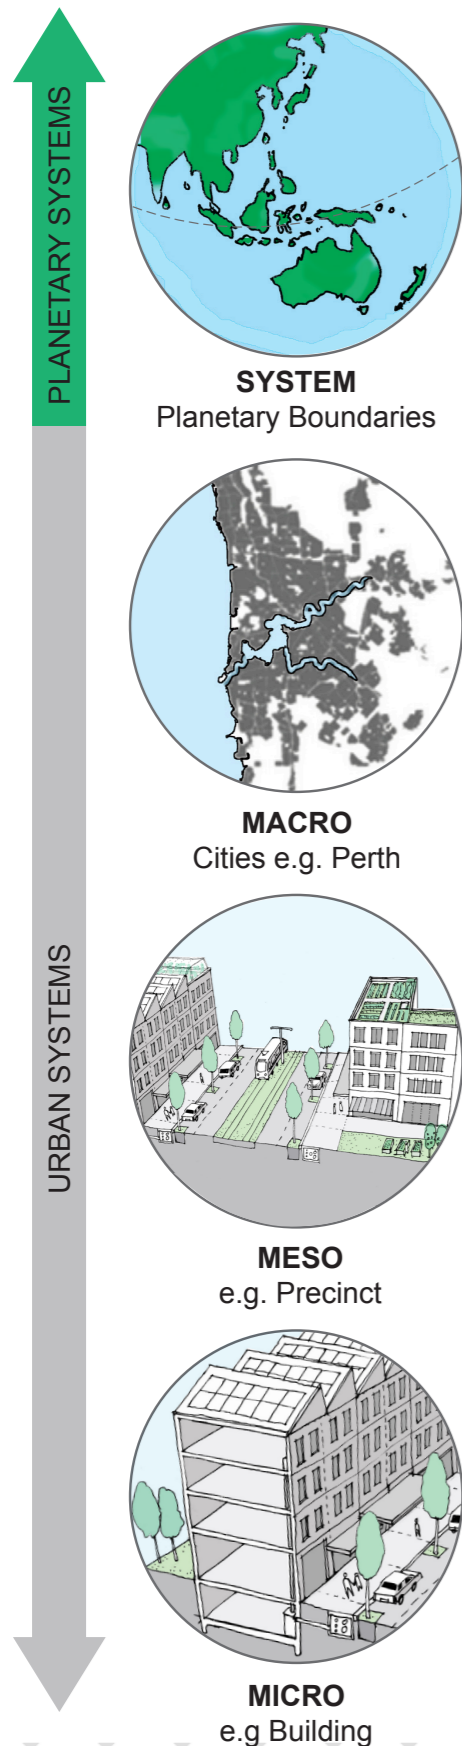 PLANETARY SYSTEMS
SYSTEM
Planetary Boundaries
MACRO
Cities e.g. Perth
URBAN SYSTEMS
MESO
e.g. Precinct
MICRO
e.g Building